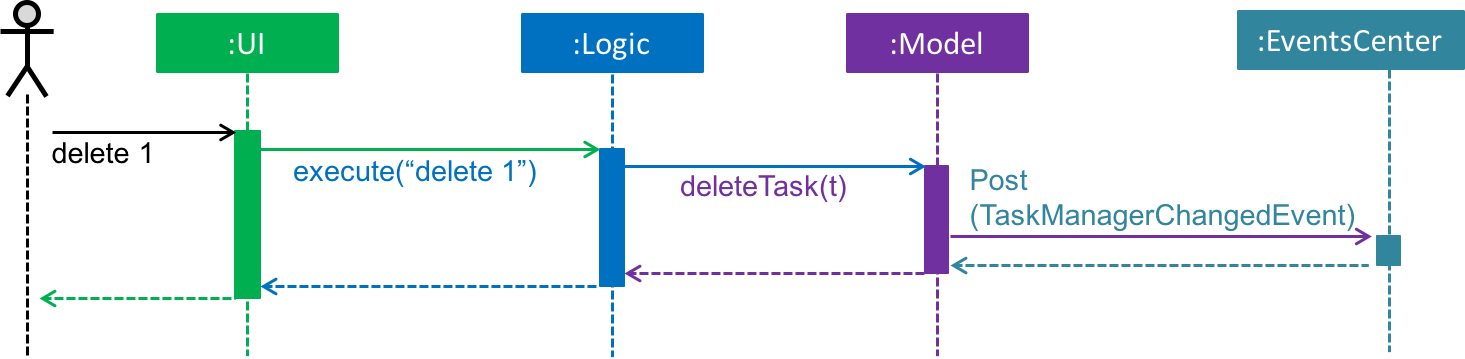 :UI
:Logic
:Model
:EventsCenter
delete 1
execute(“delete 1”)
deleteTask(t)
Post
(TaskManagerChangedEvent)